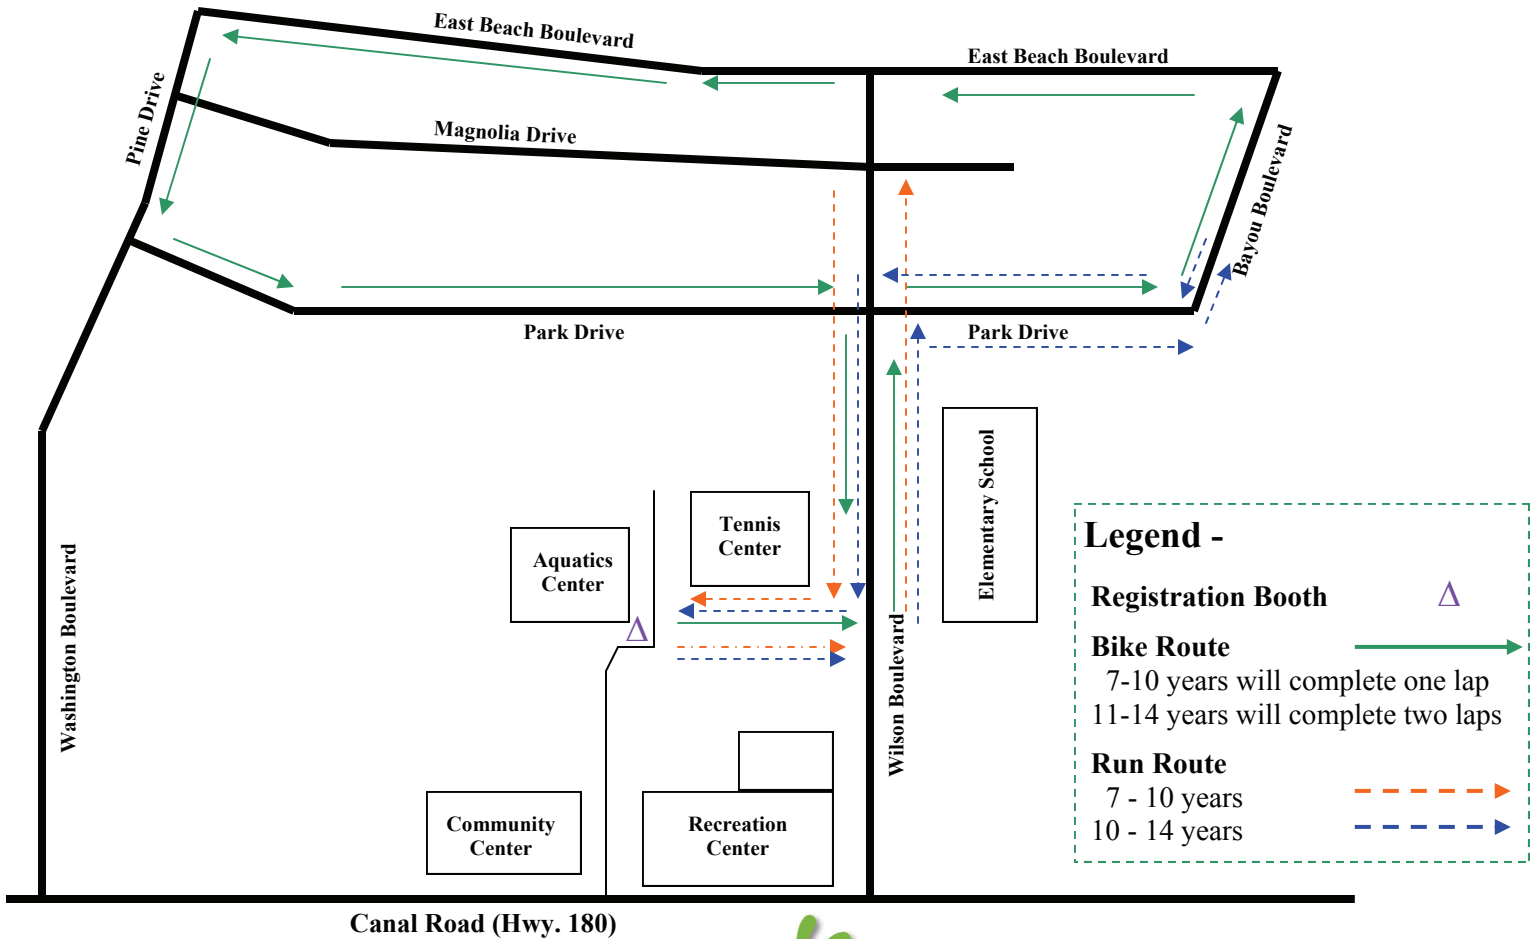 East Beach Boulevard
East Beach Boulevard
Pine Drive
Magnolia Drive
Bayou Boulevard
Park Drive
Park Drive
Elementary School
Tennis
Center
Aquatics
Center
Δ
Washington Boulevard
Wilson Boulevard
Community
Center
Recreation
Center
Canal Road (Hwy. 180)
Legend -
Registration Booth Δ
Bike Route
7-10 years will complete one lap
11-14 years will complete two laps
Run Route
7 - 10 years
10 - 14 years